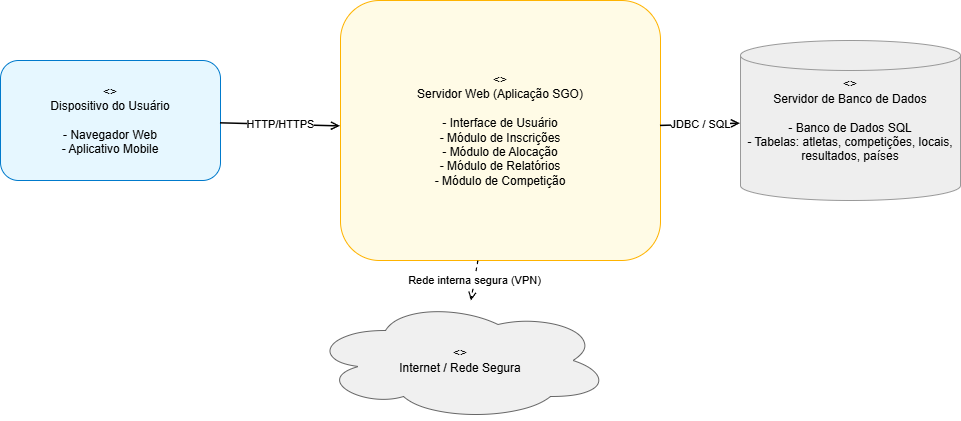 <>
Dispositivo do Usuário
- Navegador Web
- Aplicativo Mobile
HTTP/HTTPS
<>
Servidor Web (Aplicação SGO)
- Interface de Usuário
- Módulo de Inscrições
- Módulo de Alocação
- Módulo de Relatórios
- Módulo de Competição
JDBC / SQL
<>
Servidor de Banco de Dados
- Banco de Dados SQL
- Tabelas: atletas, competições, locais,
resultados, países
Rede interna segura (VPN)
<>
Internet / Rede Segura